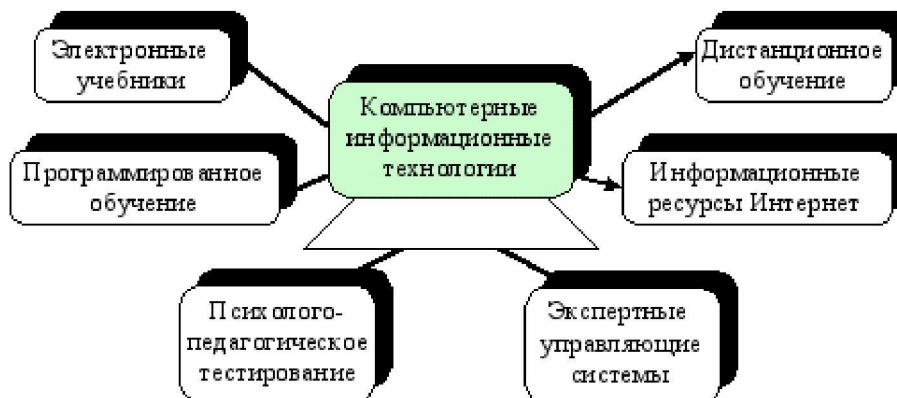 Электронные
учебники
Дистанционное
обучение
Компьютерные
информационные
технологии
Программированное
обучение
Информационные
ресурсы Интернет
Психолого-
педагогическое
тестирование
Экспертные
управляющие
системы